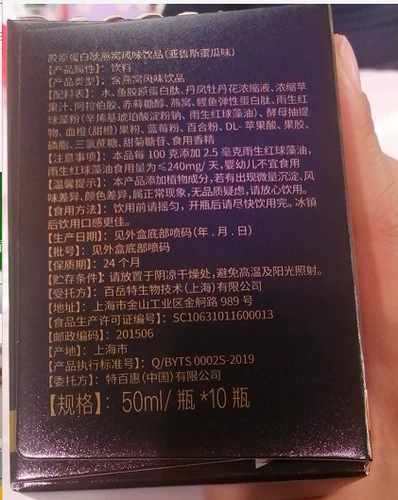 胶原蛋白肽燕窝风味饮品(亚鲁斯蛋瓜味)
【产品属性】：饮料
【产品类型】：含燕窝风味饮品
【配料表】：水、鱼胶原蛋白肽、丹凤牡丹花浓缩液、浓缩苹
果汁、阿拉伯胶、赤藓糖醇、燕窝、鲣鱼弹性蛋白肽、雨生红
球藻粉(辛烯基琥珀酸淀粉钠、雨生红球藻油)、酵母抽提
物、血橙(甜橙)果粉、蓝莓粉、百合粉、DL-苹果酸、果胶、
磷脂、三氯蔗糖、甜菊糖苷、食用香精
【注意事项】：本品每 100 克添加 2.5 毫克雨生红球藻油，
雨生红球藻油食用量为≤240mg/ 天，婴幼儿不宜食用
【温馨提示】：本产品添加植物成分，若有出现微量沉淀、风
味差异、颜色差异，属正常现象，无品质疑虑，请放心饮用。
【食用方法】：饮用前请摇匀，开瓶后请尽快饮用完。冰镇
后饮用口感更佳。
【生产日期】：见外盒底部喷码(年 . 月 . 日)
【批号】：见外盒底部喷码
【保质期】：24 个月
【贮存条件】：请放置于阴凉干燥处，避免高温及阳光照射。
【受托方】：百岳特生物技术(上海)有限公司
【地址】：上海市金山工业区金舸路 989 号
【食品生产许可证编号】：SC10631011600013
【邮政编码】：201506
【产地】：上海市
【产品执行标准号】：Q/BYTS 0002S-2019
【委托方】：特百惠(中国)有限公司
【规格】：50ml/ 瓶 *10 瓶